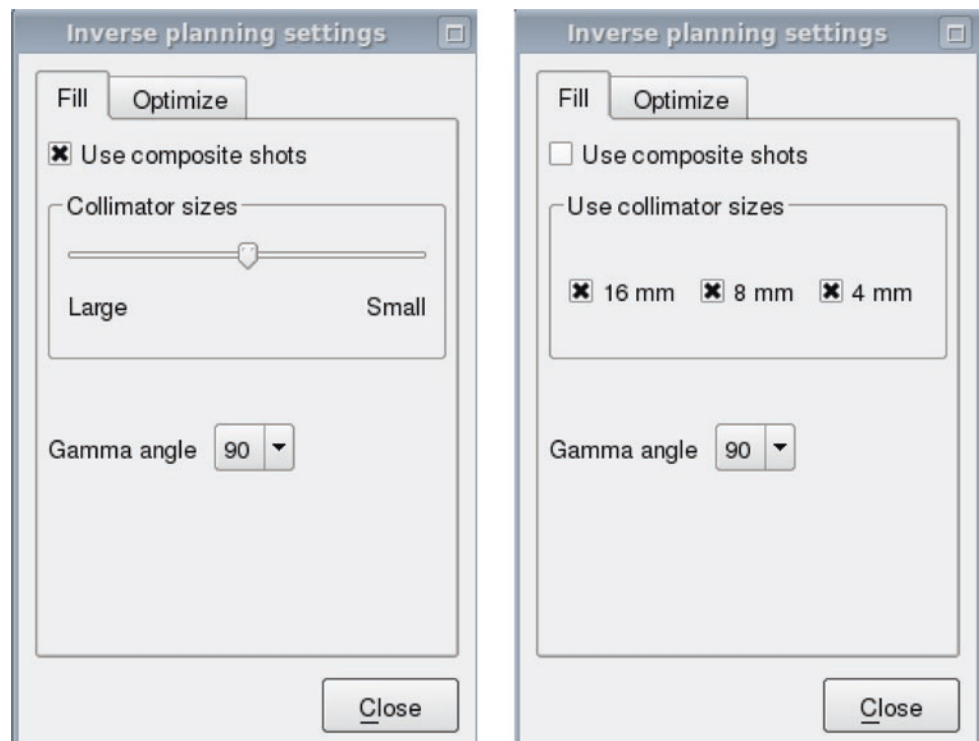 Inverse planning settings
Fill
Optimize
Use composite shots
Collimator sizes
Large
Small
Gamma angle
90
Close
Inverse planning settings
Fill
Optimize
Use composite shots
Use collimator sizes
16 mm
8 mm
4 mm
Gamma angle
90
Close